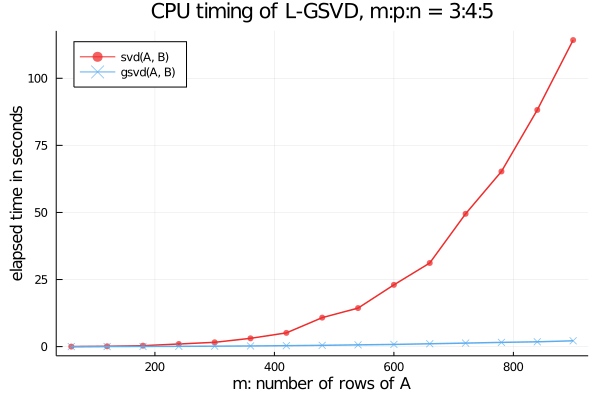 CPU timing of L-GSVD, m:p:n = 3:4:5
svd(A, B)
gsvd(A, B)
elapsed time in seconds
100
75
50
25
0
200
400
600
800
m: number of rows of A